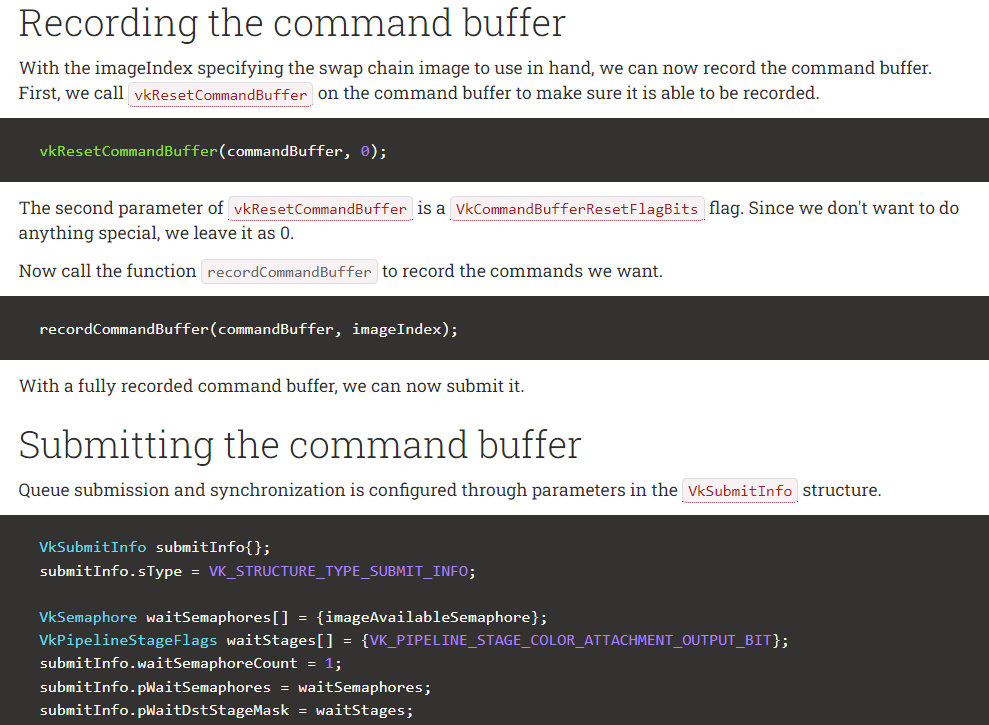 Recording the command buffer
With the imageIndex specifying the swap chain image to use in hand, we can now record the command buffer.
First, we call vkResetCommandBuffer on the command buffer to make sure it is able to be recorded.
vkResetCommandBuffer(commandBuffer, 0);
The second parameter of vkResetCommandBuffer is a VkCommandBufferResetFlagBits flag. Since we don't want to do
anything special, we leave it as 0.
Now call the function recordCommandBuffer to record the commands we want.
recordCommandBuffer(commandBuffer, imageIndex);
With a fully recorded command buffer, we can now submit it.
Submitting the command buffer
Queue submission and synchronization is configured through parameters in the VkSubmitInfo structure.
VkSubmitInfo submitInfo{};
submitInfo.sType = VK_STRUCTURE_TYPE_SUBMIT_INFO;
VkSemaphore waitSemaphores[] = {imageAvailableSemaphore};
VkPipelineStageFlags waitStages[] = {VK_PIPELINE_STAGE_COLOR_ATTACHMENT_OUTPUT_BIT};
submitInfo.waitSemaphoreCount = 1;
submitInfo.pWaitSemaphores = waitSemaphores;
submitInfo.pWaitDstStageMask = waitStages;